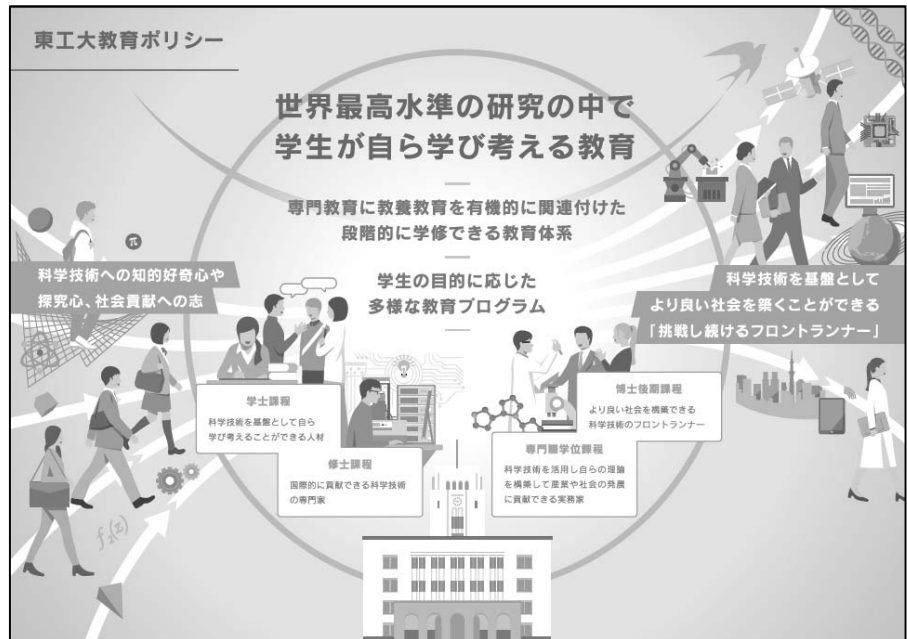 東工大教育ポリシー
世界最高水準の研究の中で
学生が自ら学び考える教育
専門教育に教養教育を有機的に関連付けた
段階的に学修できる教育体系
学生の目的に応じた
多様な教育プログラム
π
科学技術への知的好奇心や
探究心、社会貢献への志
科学技術を基盤として
より良い社会を築くことができる
「挑戦し続けるフロントランナー」
学士課程
科学技術を基盤として自ら
学び考えることができる人材
修士課程
国際的に貢献できる科学技術
の専門家
博士後期課程
より良い社会を構築できる
科学技術のフロントランナー
専門職学位課程
科学技術を活用し自らの理論
を構築して産業や社会の発展
に貢献できる実務家